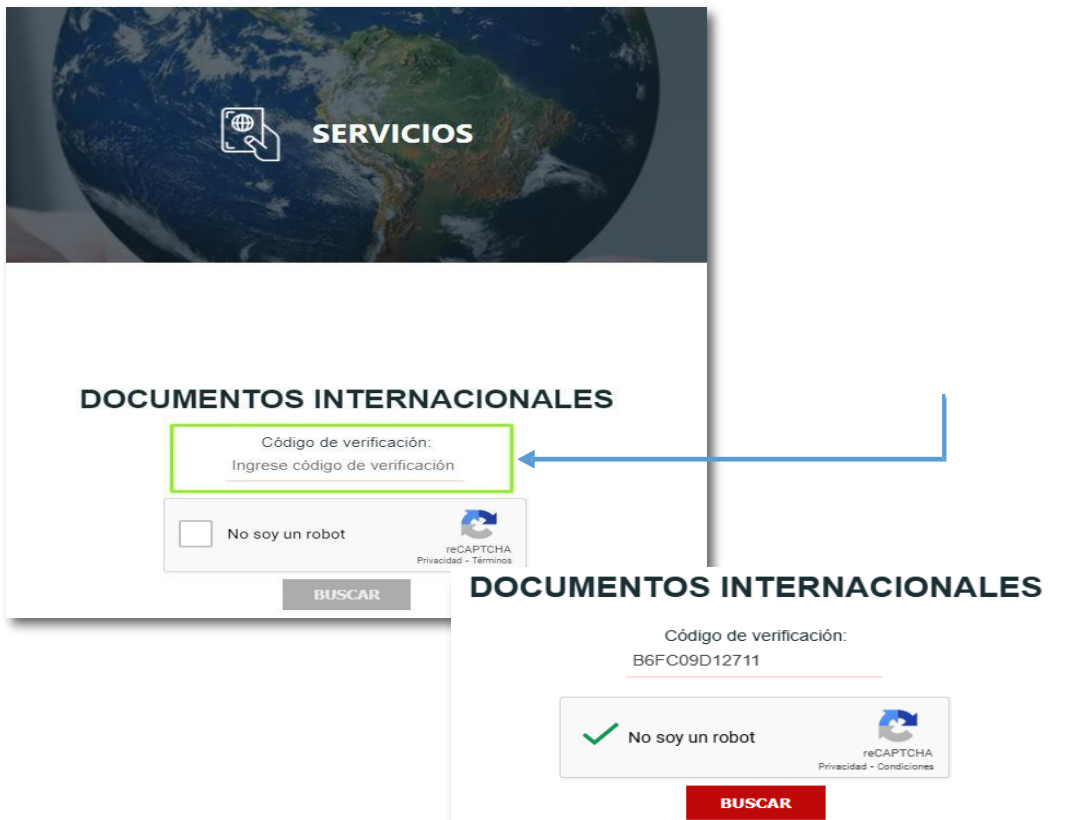 SERVICIOS
DOCUMENTOS INTERNACIONALES
Código de verificación:
Ingrese código de verificación
No soy un robot
reCAPTCHA
Privacidad - Términos
BUSCAR
DOCUMENTOS INTERNACIONALES
Código de verificación:
B6FC09D12711
No soy un robot
reCAPTCHA
Privacidad - Condiciones
BUSCAR